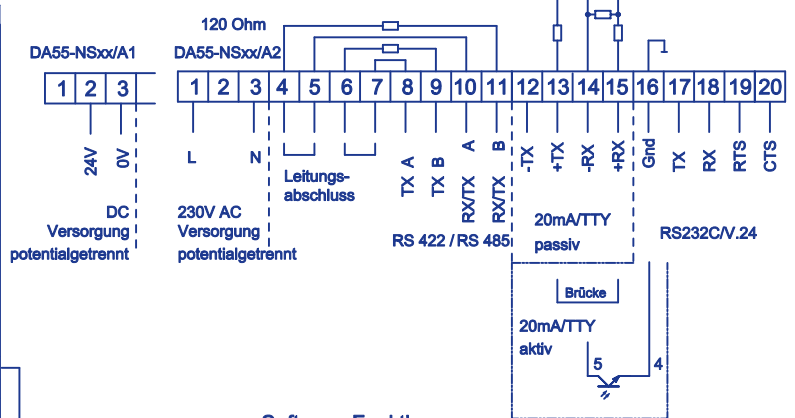 120 Ohm
DA55-NSxx/A1
DA55-NSxx/A2
1 2 3
1 2 3 4 5 6 7 8 9 10 11 12 13 14 15 16 17 18 19 20
24V
0V
L
N
Leitungs-
abschluss
TX A
TX B
RX/TX A
RX/TX B
-TX
+TX
-RX
+RX
Gnd
TX
RX
RTS
CTS
DC
Versorgung
potentialgetrennt
230V AC
Versorgung
potentialgetrennt
RS 422 / RS 485
20mA/TTY
passiv
RS232C/V.24
Brücke
20mA/TTY
aktiv
5
4